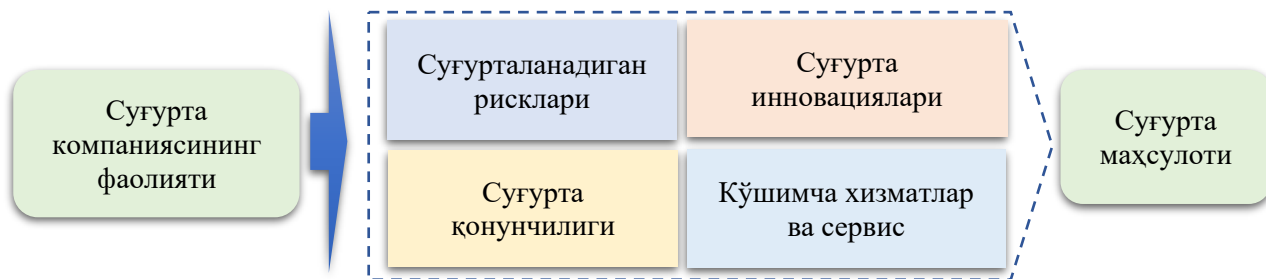 Суғурта
компаниясининг
фаолияти
Суғурталанадиган
рисклари
Суғурта
инновациялари
Суғурта
қонунчилиги
Кўшимча хизматлар
ва сервис
Суғурта
маҳсулоти